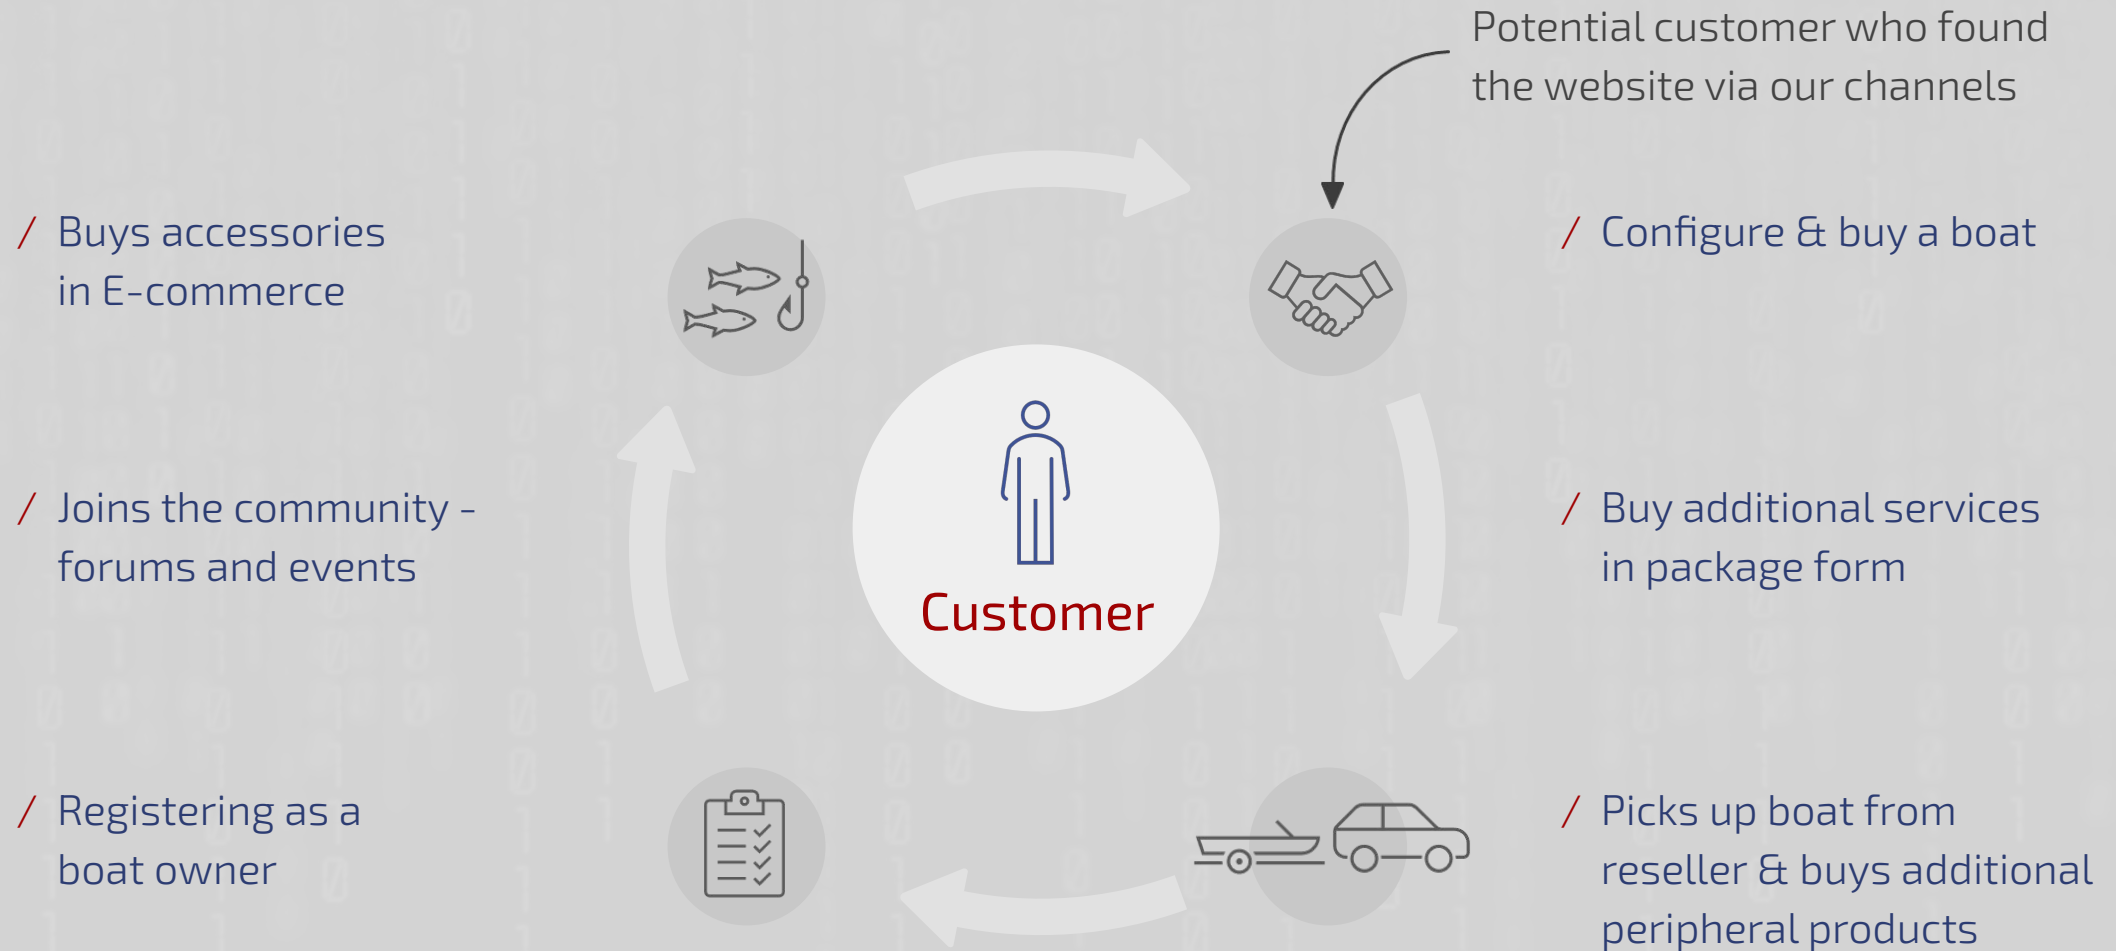 Potential customer who found
the website via our channels
/ Configure & buy a boat
/ Buy additional services
in package form
/ Picks up boat from
reseller & buys additional
peripheral products
/ Registering as a
boat owner
/ Joins the community -
forums and events
/ Buys accessories
in E-commerce
Customer